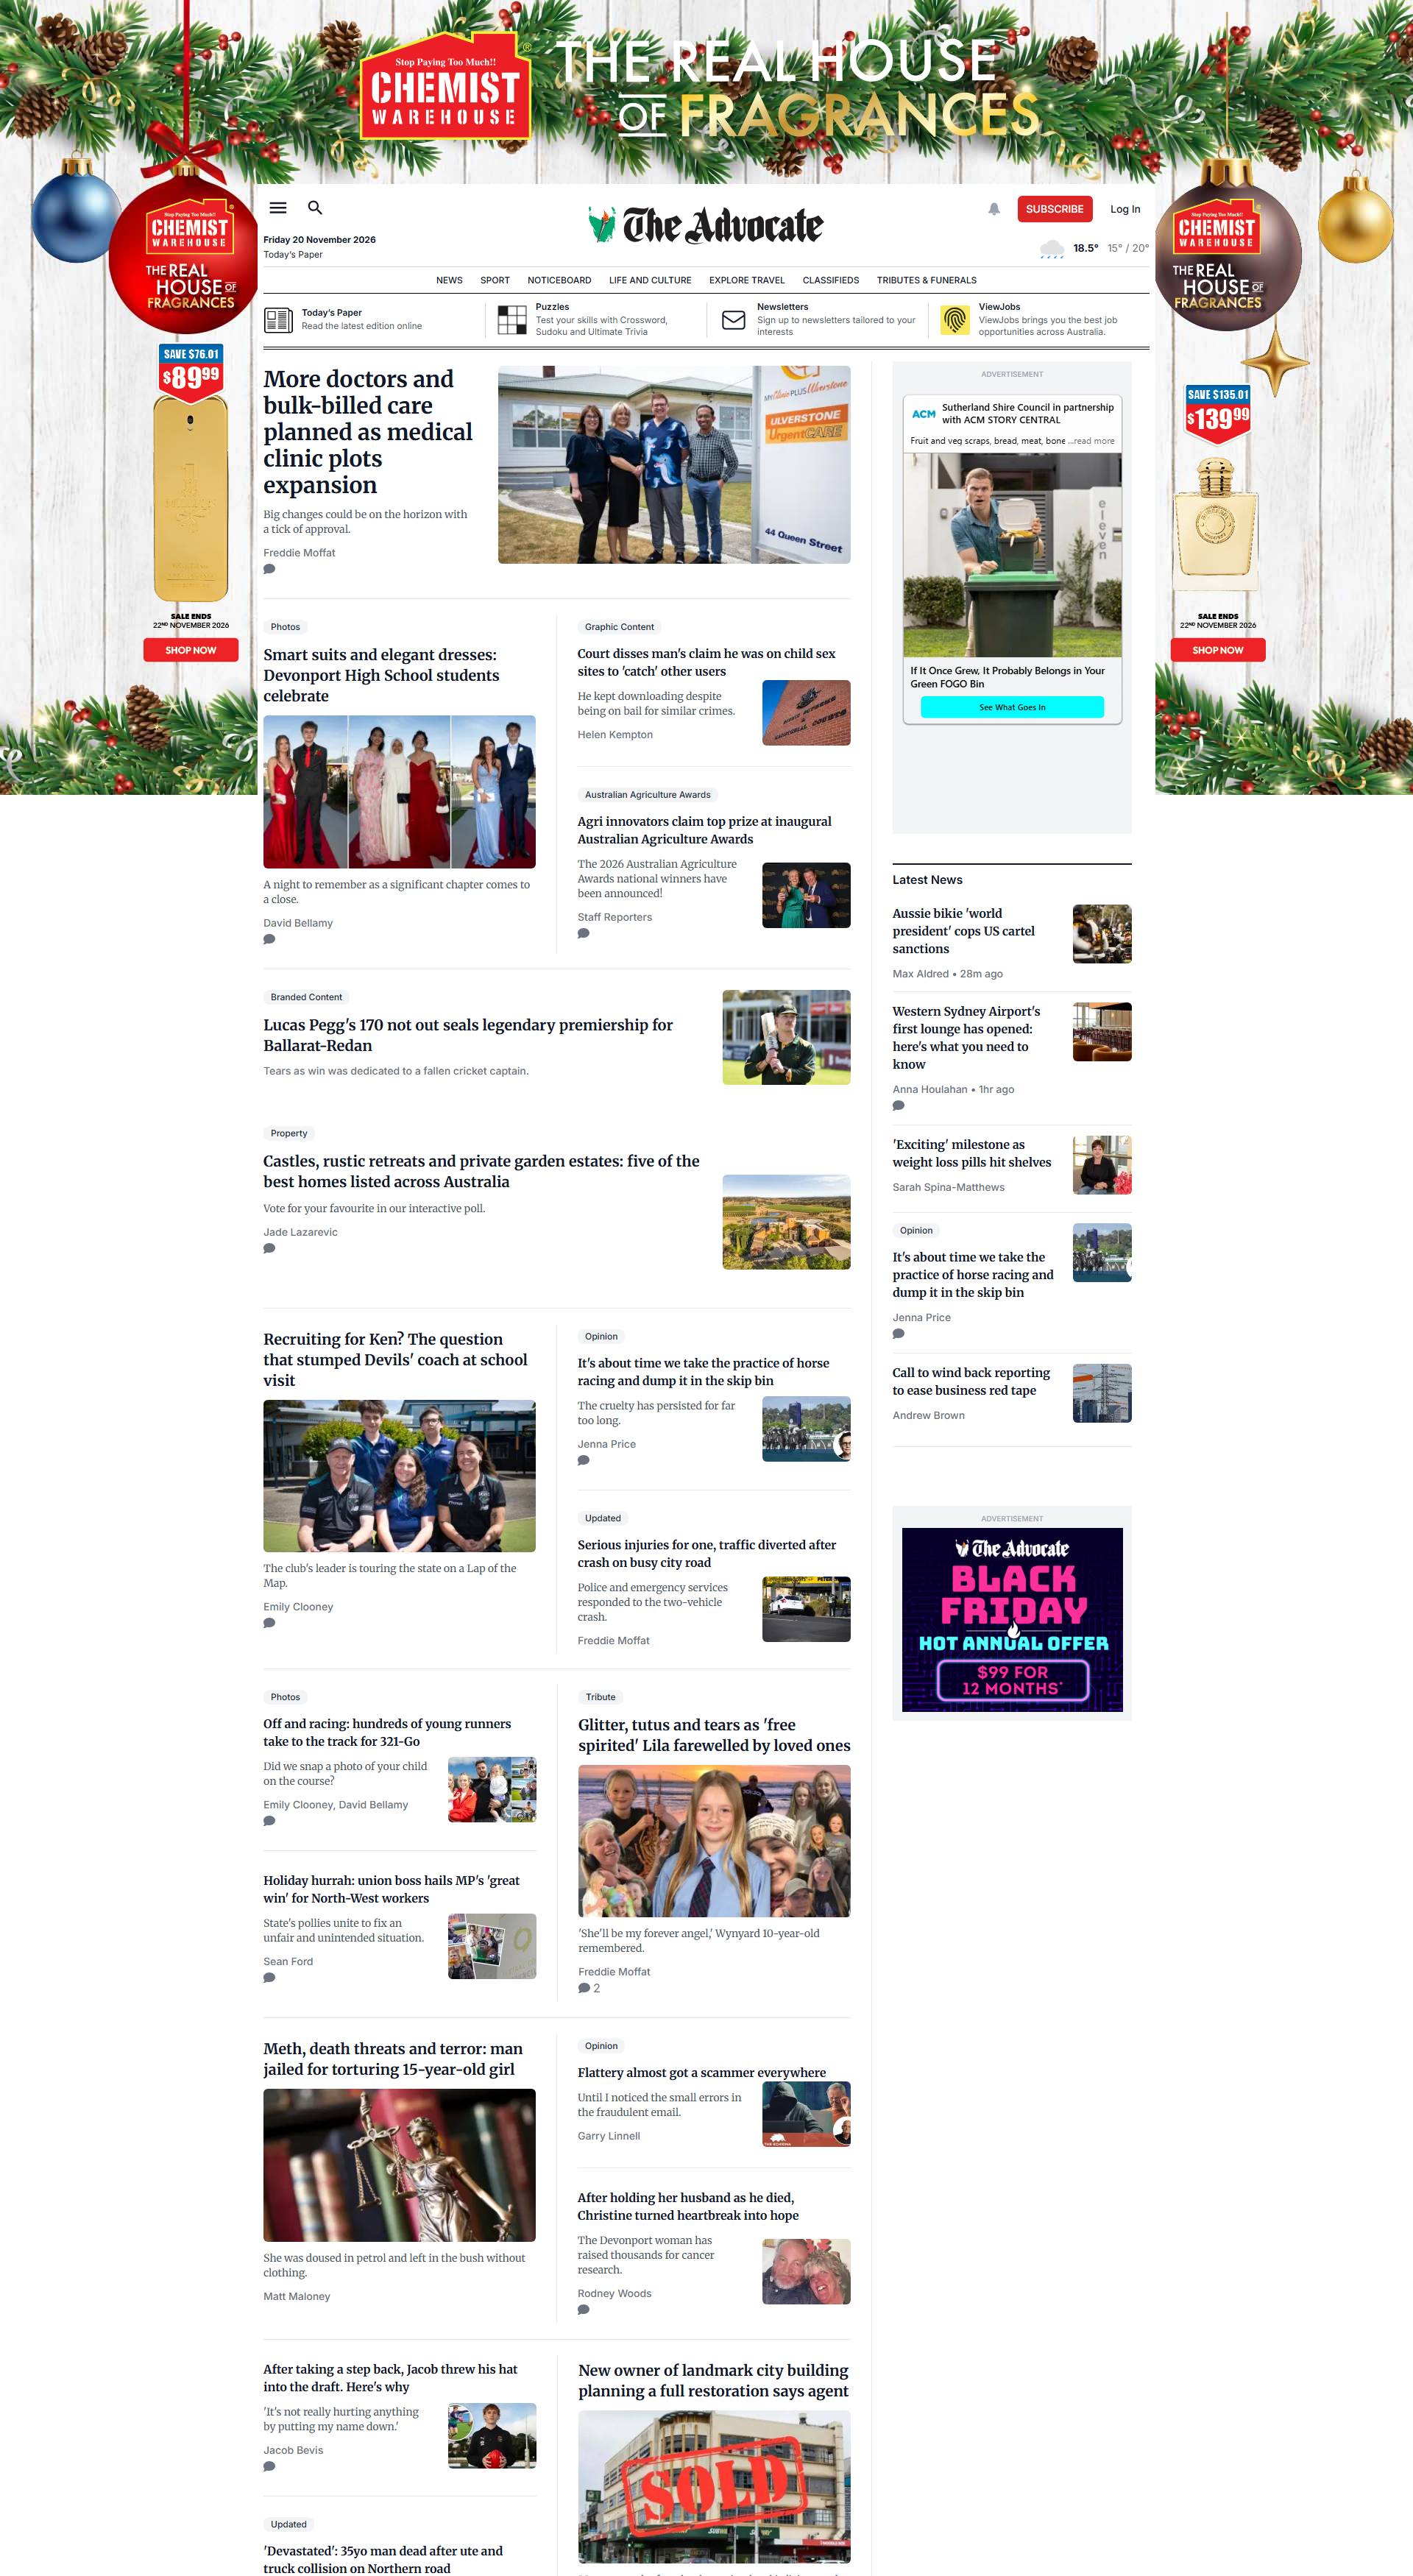 Stop Paying Too Much!!
CHEMIST
WAREHOUSE
THE REAL HOUSE
OF FRAGRANCES
Stop Paying Too Much!!
CHEMIST
WAREHOUSE
THE REAL
HOUSE OF
FRAGRANCES
SAVE $76.01
$89.99
SALE ENDS
22ND NOVEMBER 2026
SHOP NOW
Stop Paying Too Much!!
CHEMIST
WAREHOUSE
THE REAL
HOUSE OF
FRAGRANCES
SAVE $135.01
$139.99
SALE ENDS
22ND NOVEMBER 2026
SHOP NOW
The Advocate
SUBSCRIBE
Log In
Friday 20 November 2026
Today's Paper
18.5° 15° / 20°
NEWS SPORT NOTICEBOARD LIFE AND CULTURE EXPLORE TRAVEL CLASSIFIEDS TRIBUTES & FUNERALS
Today's Paper
Read the latest edition online
Puzzles
Test your skills with Crossword,
Sudoku and Ultimate Trivia
Newsletters
Sign up to newsletters tailored to your
interests
ViewJobs
ViewJobs brings you the best job
opportunities across Australia.
More doctors and
bulk-billed care
planned as medical
clinic plots
expansion
Big changes could be on the horizon with
a tick of approval.
Freddie Moffat
ULVERSTONE
UrgentCARE
44 Queen Street
Photos
Smart suits and elegant dresses:
Devonport High School students
celebrate
A night to remember as a significant chapter comes to
a close.
David Bellamy
Graphic Content
Court disses man's claim he was on child sex
sites to 'catch' other users
He kept downloading despite
being on bail for similar crimes.
Helen Kempton
Australian Agriculture Awards
Agri innovators claim top prize at inaugural
Australian Agriculture Awards
The 2026 Australian Agriculture
Awards national winners have
been announced!
Staff Reporters
Branded Content
Lucas Pegg's 170 not out seals legendary premiership for
Ballarat-Redan
Tears as win was dedicated to a fallen cricket captain.
Property
Castles, rustic retreats and private garden estates: five of the
best homes listed across Australia
Vote for your favourite in our interactive poll.
Jade Lazarevic
Recruiting for Ken? The question
that stumped Devils' coach at school
visit
The club's leader is touring the state on a Lap of the
Map.
Emily Clooney
Opinion
It's about time we take the practice of horse
racing and dump it in the skip bin
The cruelty has persisted for far
too long.
Jenna Price
Updated
Serious injuries for one, traffic diverted after
crash on busy city road
Police and emergency services
responded to the two-vehicle
crash.
Freddie Moffat
Photos
Off and racing: hundreds of young runners
take to the track for 321-Go
Did we snap a photo of your child
on the course?
Emily Clooney, David Bellamy
Holiday hurrah: union boss hails MP's 'great
win' for North-West workers
State's pollies unite to fix an
unfair and unintended situation.
Sean Ford
Tribute
Glitter, tutus and tears as 'free
spirited' Lila farewelled by loved ones
'She'll be my forever angel,' Wynyard 10-year-old
remembered.
Freddie Moffat
2
Meth, death threats and terror: man
jailed for torturing 15-year-old girl
She was doused in petrol and left in the bush without
clothing.
Matt Maloney
Opinion
Flattery almost got a scammer everywhere
Until I noticed the small errors in
the fraudulent email.
Garry Linnell
After holding her husband as he died,
Christine turned heartbreak into hope
The Devonport woman has
raised thousands for cancer
research.
Rodney Woods
After taking a step back, Jacob threw his hat
into the draft. Here's why
'It's not really hurting anything
by putting my name down.'
Jacob Bevis
Updated
'Devastated': 35yo man dead after ute and
truck collision on Northern road
New owner of landmark city building
planning a full restoration says agent
SOLD
ADVERTISEMENT
ACM
Sutherland Shire Council in partnership
with ACM STORY CENTRAL
Fruit and veg scraps, bread, meat, bone ...read more
eleven
If It Once Grew, It Probably Belongs in Your
Green FOGO Bin
See What Goes In
Latest News
Aussie bikie 'world
president' cops US cartel
sanctions
Max Aldred • 28m ago
Western Sydney Airport's
first lounge has opened:
here's what you need to
know
Anna Houlahan • 1hr ago
'Exciting' milestone as
weight loss pills hit shelves
Sarah Spina-Matthews
Opinion
It's about time we take the
practice of horse racing and
dump it in the skip bin
Jenna Price
Call to wind back reporting
to ease business red tape
Andrew Brown
ADVERTISEMENT
The Advocate
BLACK
FRIDAY
HOT ANNUAL OFFER
$99 FOR
12 MONTHS*